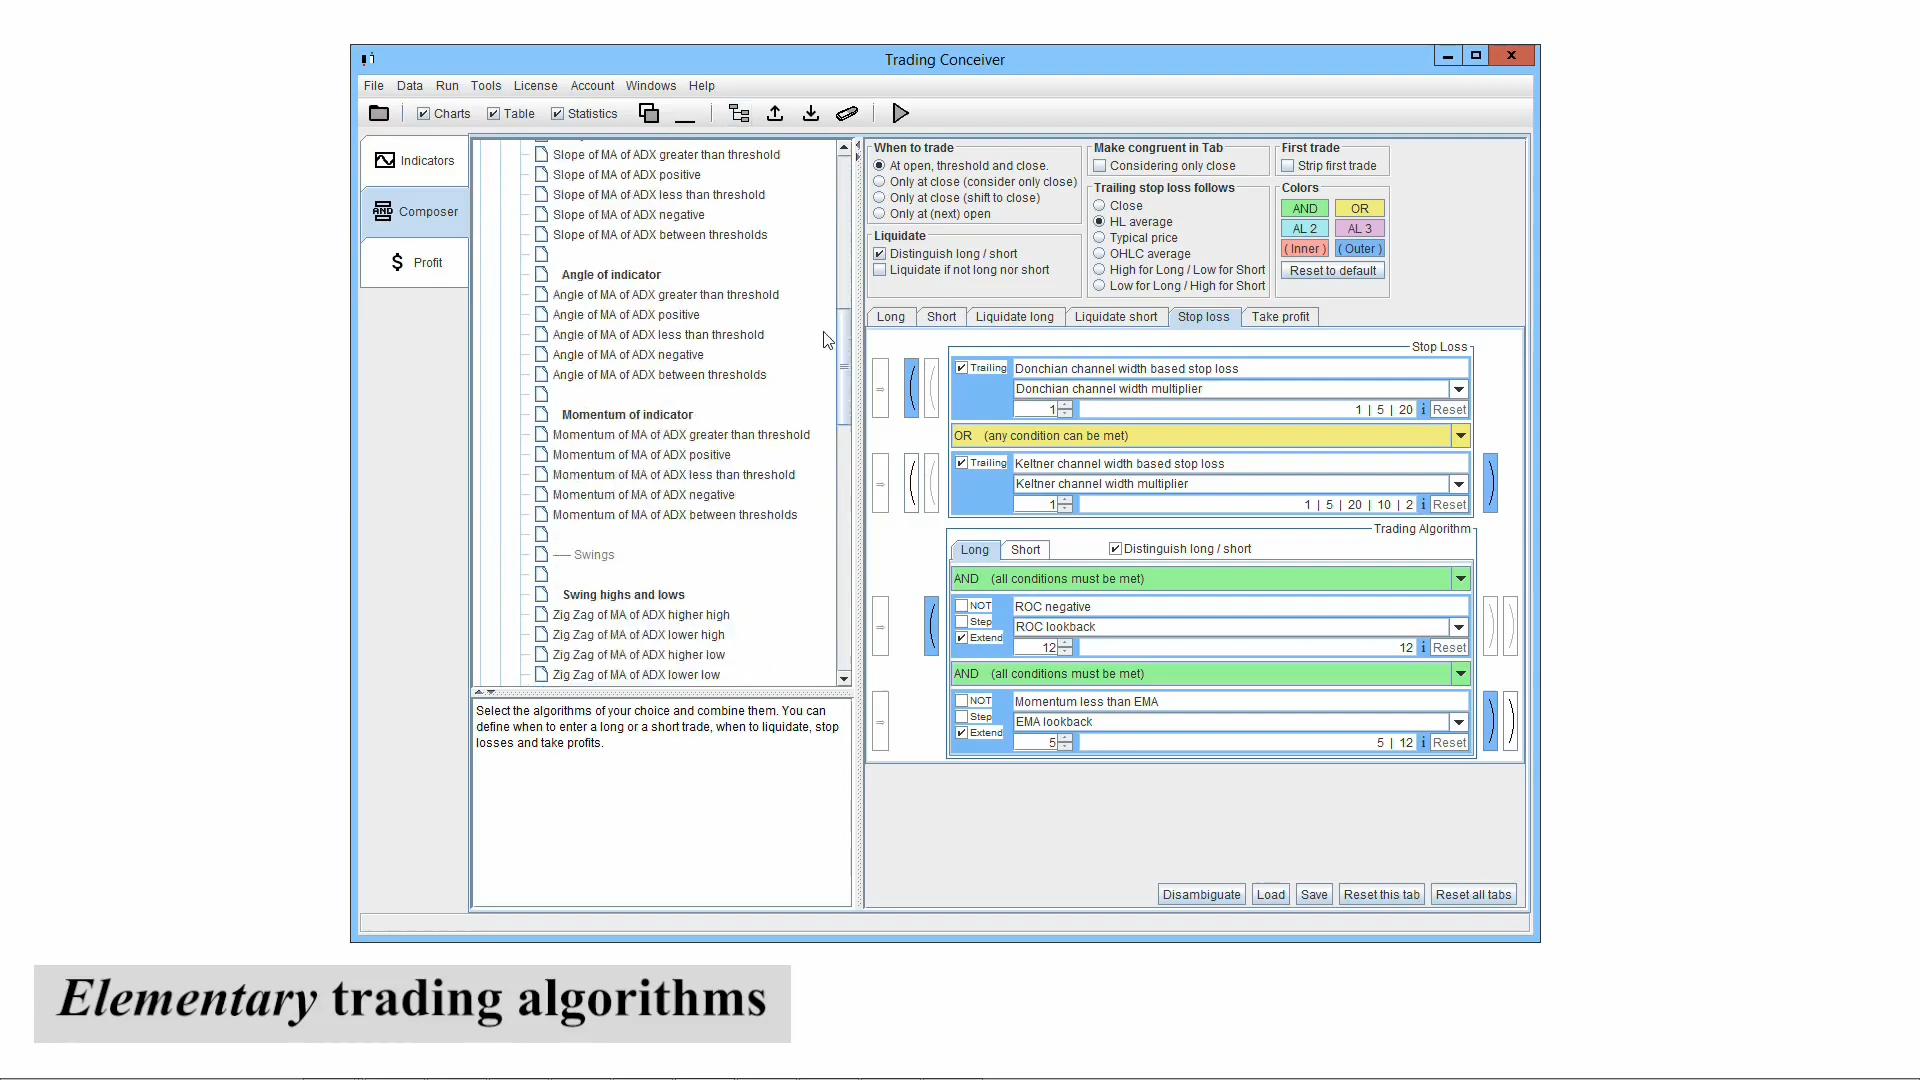 Trading Conceiver
File Data Run Tools License Account Windows Help
Charts Table Statistics
Indicators
Composer
Profit
Slope of MA of ADX greater than threshold
Slope of MA of ADX positive
Slope of MA of ADX less than threshold
Slope of MA of ADX negative
Slope of MA of ADX between thresholds
Angle of indicator
Angle of MA of ADX greater than threshold
Angle of MA of ADX positive
Angle of MA of ADX less than threshold
Angle of MA of ADX negative
Angle of MA of ADX between thresholds
Momentum of indicator
Momentum of MA of ADX greater than threshold
Momentum of MA of ADX positive
Momentum of MA of ADX less than threshold
Momentum of MA of ADX negative
Momentum of MA of ADX between thresholds
---- Swings
Swing highs and lows
Zig Zag of MA of ADX higher high
Zig Zag of MA of ADX lower high
Zig Zag of MA of ADX higher low
Zig Zag of MA of ADX lower low
Select the algorithms of your choice and combine them. You can
define when to enter a long or a short trade, when to liquidate, stop
losses and take profits.
When to trade
At open, threshold and close.
Only at close (consider only close)
Only at close (shift to close)
Only at (next) open
Liquidate
Distinguish long / short
Liquidate if not long nor short
Make congruent in Tab
Considering only close
Trailing stop loss follows
Close
HL average
Typical price
OHLC average
High for Long / Low for Short
Low for Long / High for Short
First trade
Strip first trade
Colors
AND OR
AL 2 AL 3
( Inner ) ( Outer )
Reset to default
Long Short Liquidate long Liquidate short Stop loss Take profit
Stop Loss
Trailing Donchian channel width based stop loss
Donchian channel width multiplier
1 1 | 5 | 20 i Reset
OR (any condition can be met)
Trailing Keltner channel width based stop loss
Keltner channel width multiplier
1 1 | 5 | 20 | 10 | 2 i Reset
Trading Algorithm
Long Short Distinguish long / short
AND (all conditions must be met)
NOT ROC negative
Step ROC lookback
Extend 12 12 i Reset
AND (all conditions must be met)
NOT Momentum less than EMA
Step EMA lookback
Extend 5 5 | 12 i Reset
Disambiguate Load Save Reset this tab Reset all tabs
Elementary trading algorithms